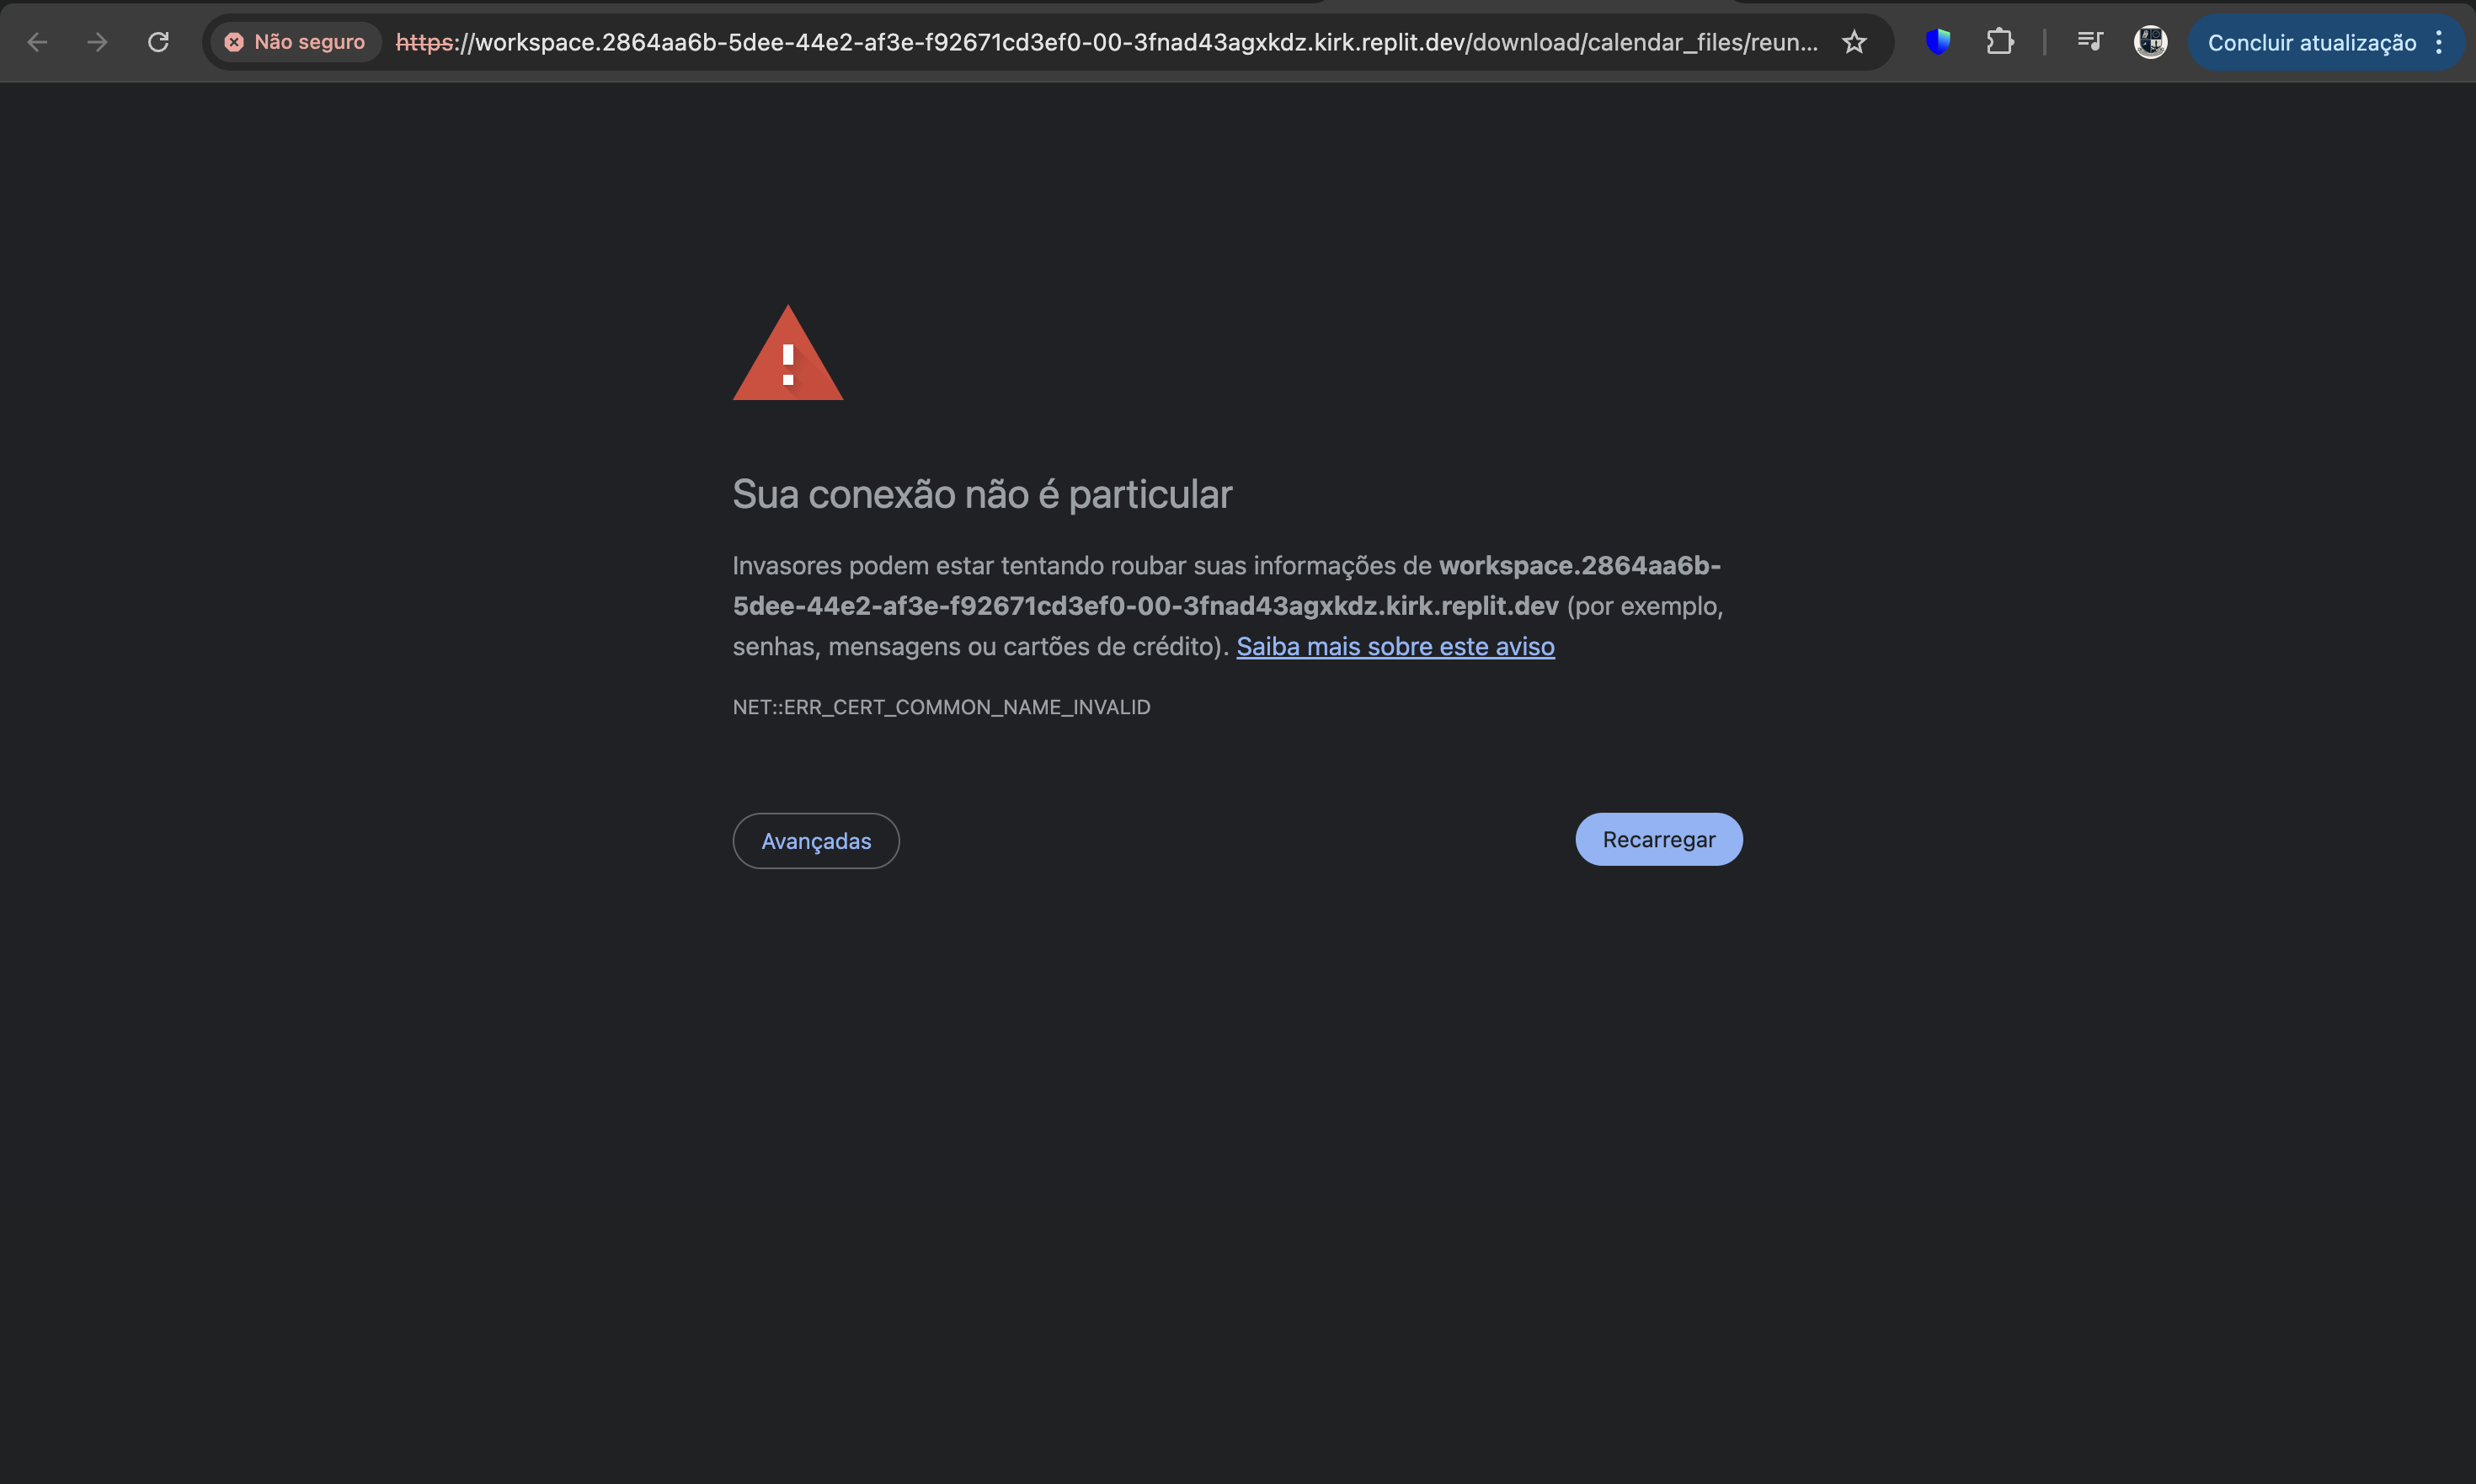 Não seguro
https://workspace.2864aa6b-5dee-44e2-af3e-f92671cd3ef0-00-3fnad43agxkdz.kirk.replit.dev/download/calendar_files/reun...
Concluir atualização
Sua conexão não é particular
Invasores podem estar tentando roubar suas informações de workspace.2864aa6b-
5dee-44e2-af3e-f92671cd3ef0-00-3fnad43agxkdz.kirk.replit.dev (por exemplo,
senhas, mensagens ou cartões de crédito). Saiba mais sobre este aviso
NET::ERR_CERT_COMMON_NAME_INVALID
Avançadas
Recarregar